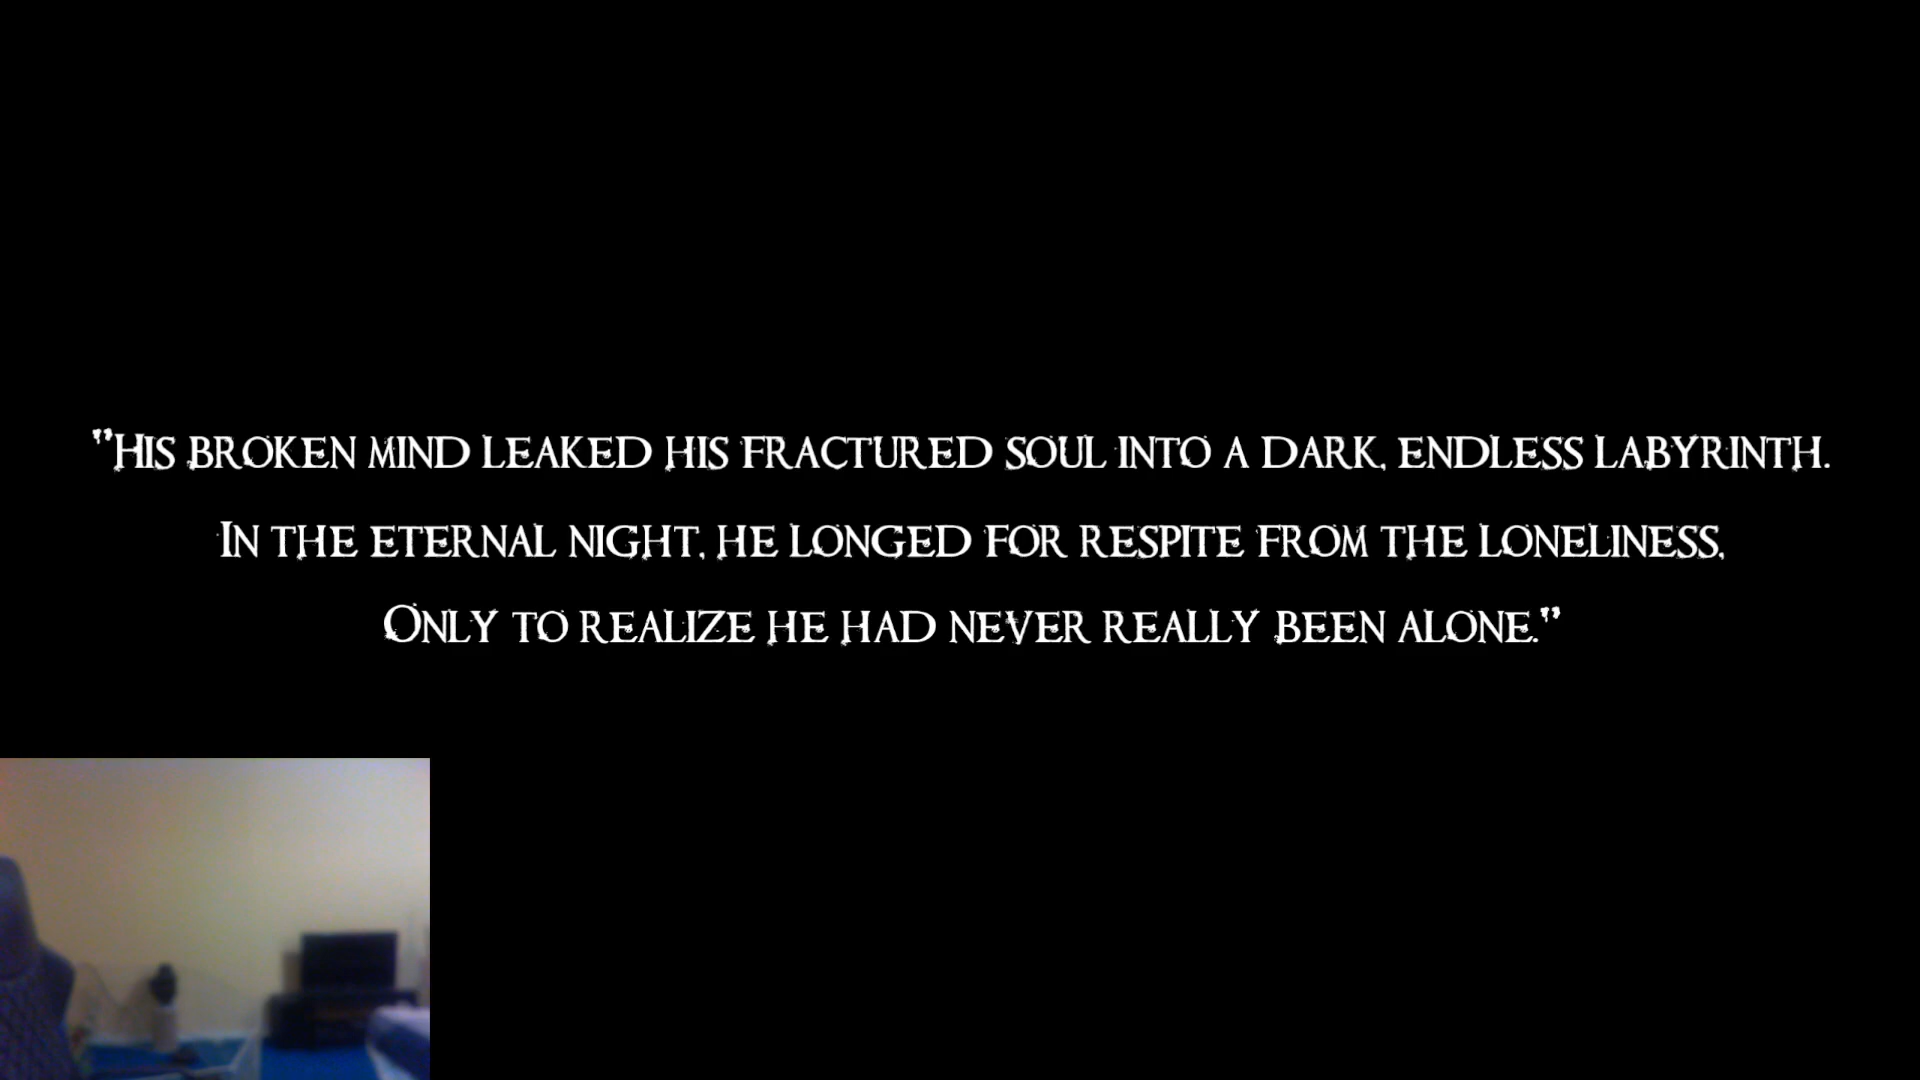 "His broken mind leaked his fractured soul into a dark, endless labyrinth.
In the eternal night, he longed for respite from the loneliness,
Only to realize he had never really been alone."